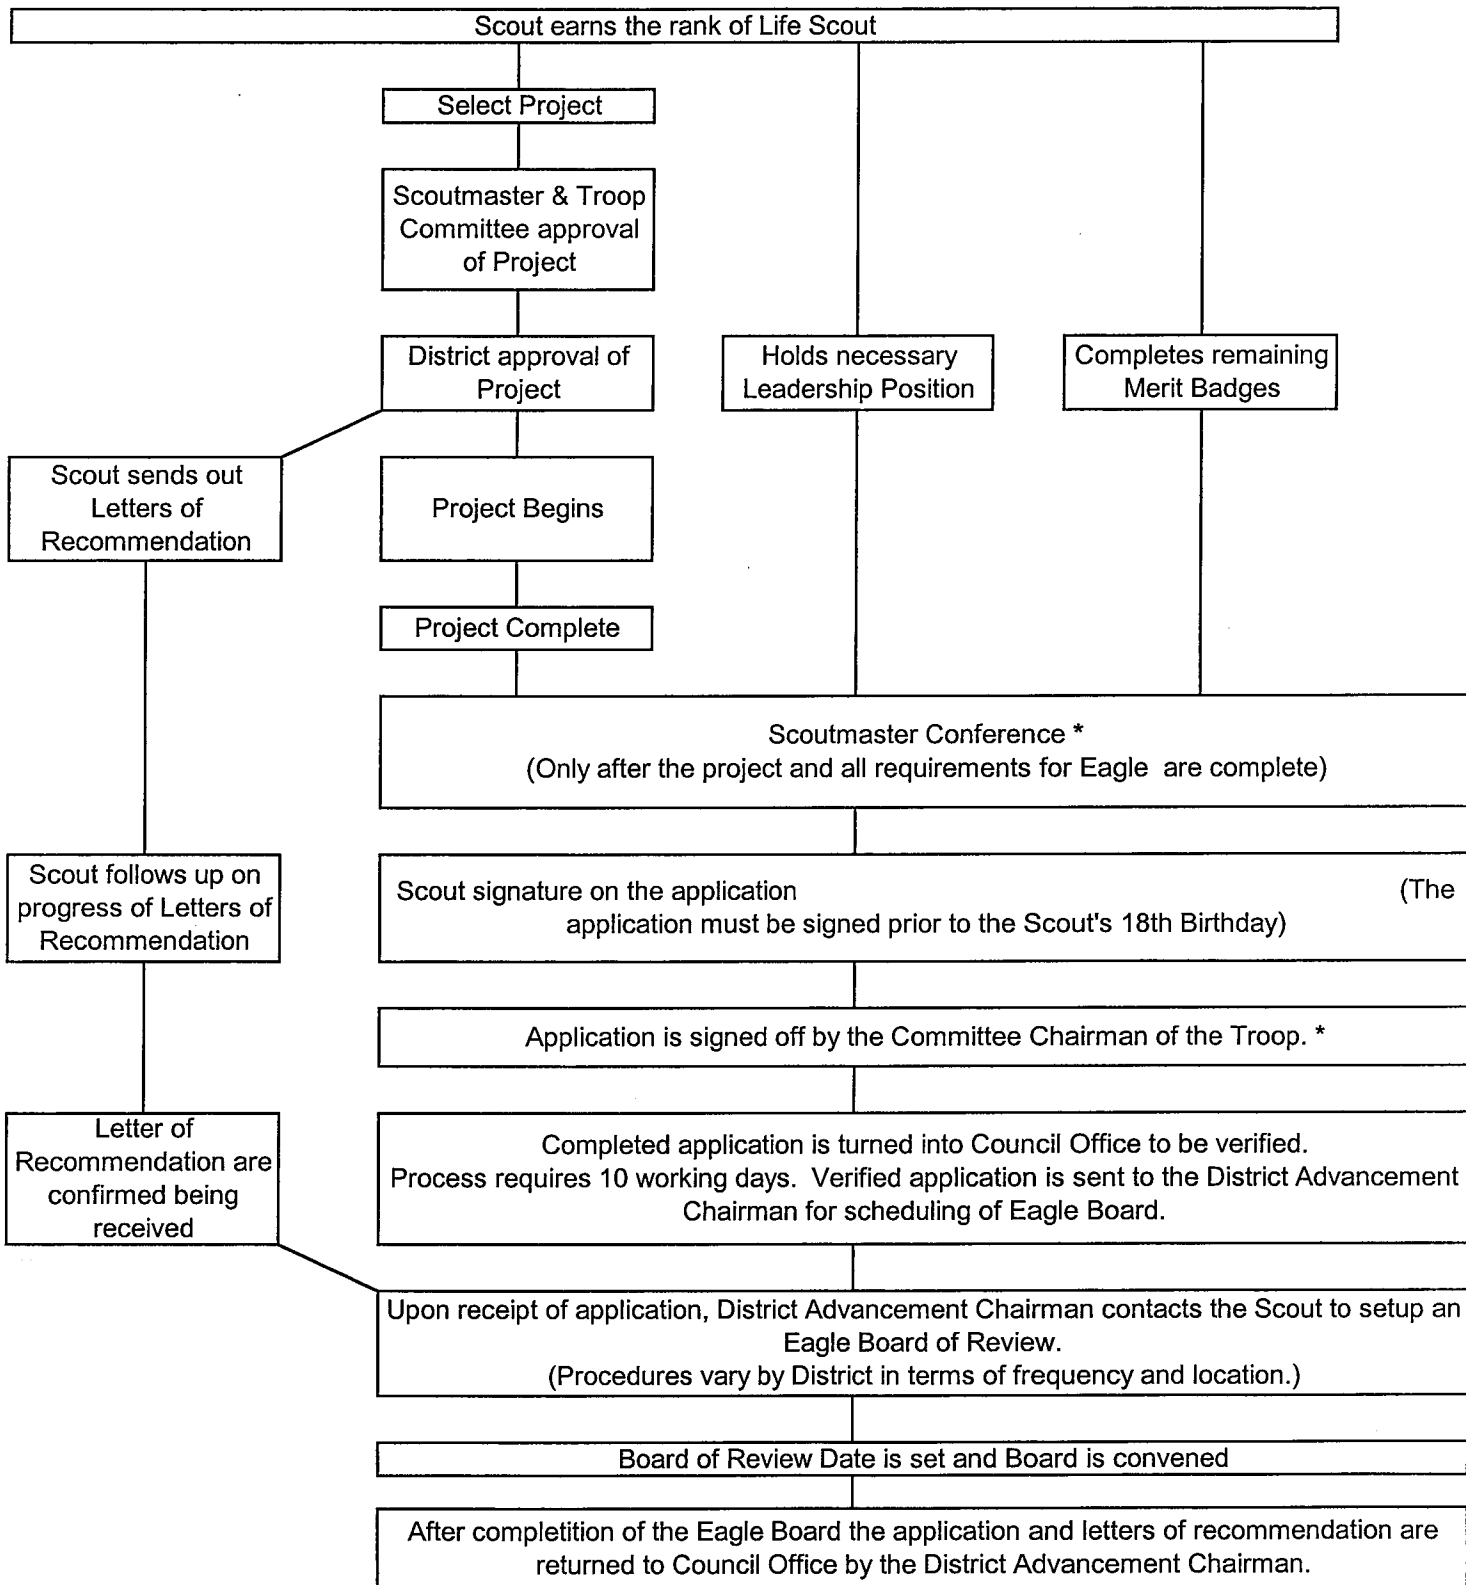 Scout earns the rank of Life Scout
Select Project
Scoutmaster & Troop
Committee approval
of Project
District approval of
Project
Holds necessary
Leadership Position
Completes remaining
Merit Badges
Scout sends out
Letters of
Recommendation
Project Begins
Project Complete
Scoutmaster Conference *
(Only after the project and all requirements for Eagle are complete)
Scout follows up on
progress of Letters of
Recommendation
Scout signature on the application (The
application must be signed prior to the Scout's 18th Birthday)
Application is signed off by the Committee Chairman of the Troop. *
Letter of
Recommendation are
confirmed being
received
Completed application is turned into Council Office to be verified.
Process requires 10 working days. Verified application is sent to the District Advancement
Chairman for scheduling of Eagle Board.
Upon receipt of application, District Advancement Chairman contacts the Scout to setup an
Eagle Board of Review.
(Procedures vary by District in terms of frequency and location.)
Board of Review Date is set and Board is convened
After completition of the Eagle Board the application and letters of recommendation are
returned to Council Office by the District Advancement Chairman.